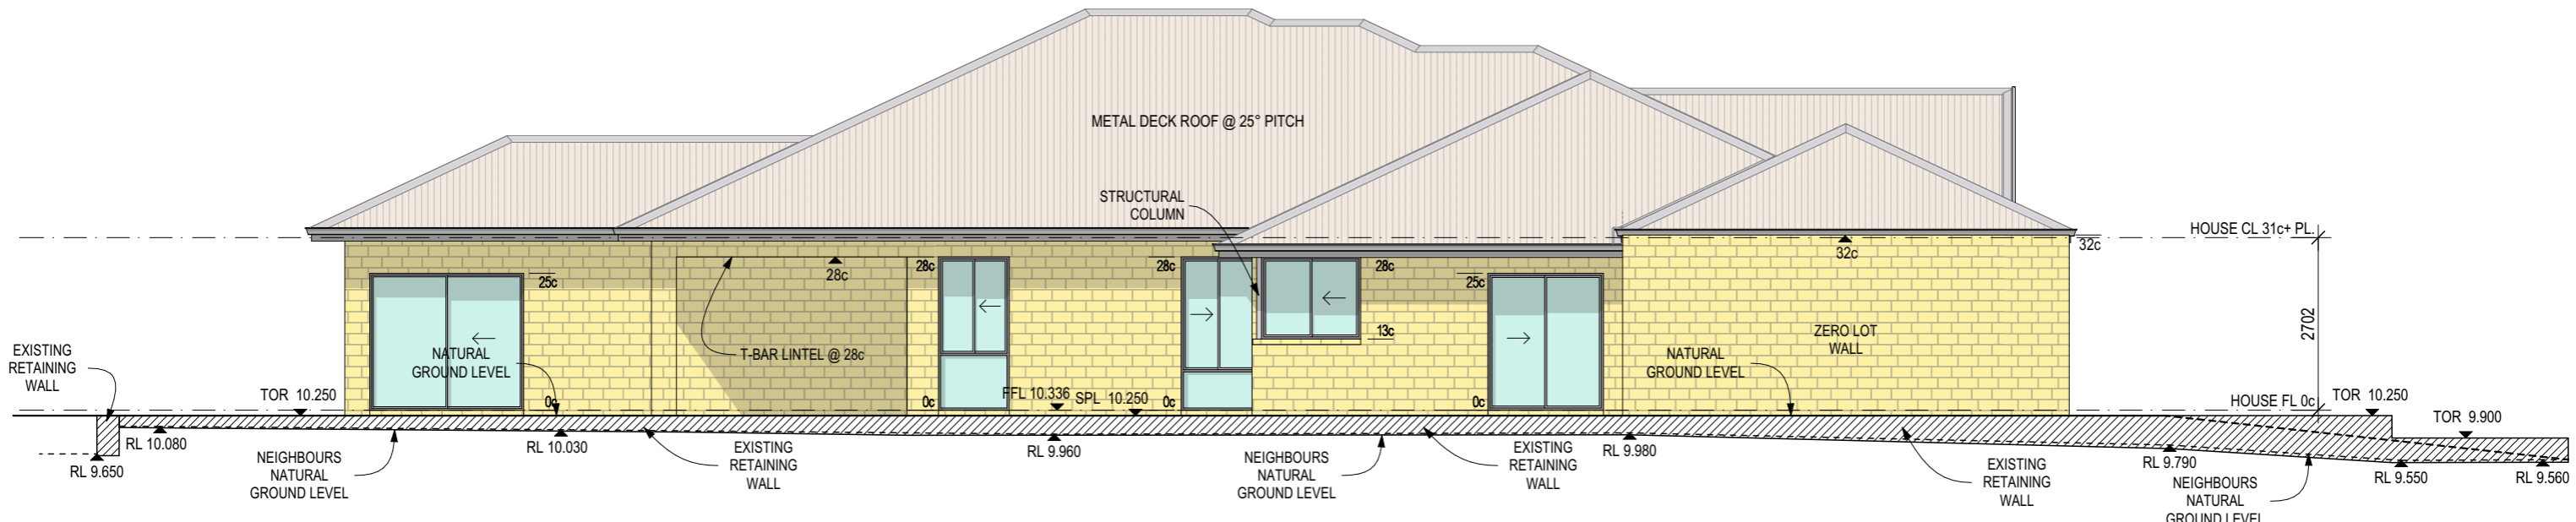 METAL DECK ROOF @ 25° PITCH
STRUCTURAL
COLUMN
HOUSE CL 31c+ PL.
32c
32c
28c
28c
28c
28c
25c
25c
13c
2702
ZERO LOT
WALL
T-BAR LINTEL @ 28c
NATURAL
GROUND LEVEL
NATURAL
GROUND LEVEL
EXISTING
RETAINING
WALL
TOR 10.250
0c
0c
FFL 10.336
SPL 10.250
0c
0c
HOUSE FL 0c
TOR 10.250
TOR 9.900
RL 9.650
RL 10.080
RL 10.030
RL 9.960
RL 9.980
RL 9.790
RL 9.550
RL 9.560
NEIGHBOURS
NATURAL
GROUND LEVEL
EXISTING
RETAINING
WALL
NEIGHBOURS
NATURAL
GROUND LEVEL
EXISTING
RETAINING
WALL
EXISTING
RETAINING
WALL
NEIGHBOURS
NATURAL
GROUND LEVEL